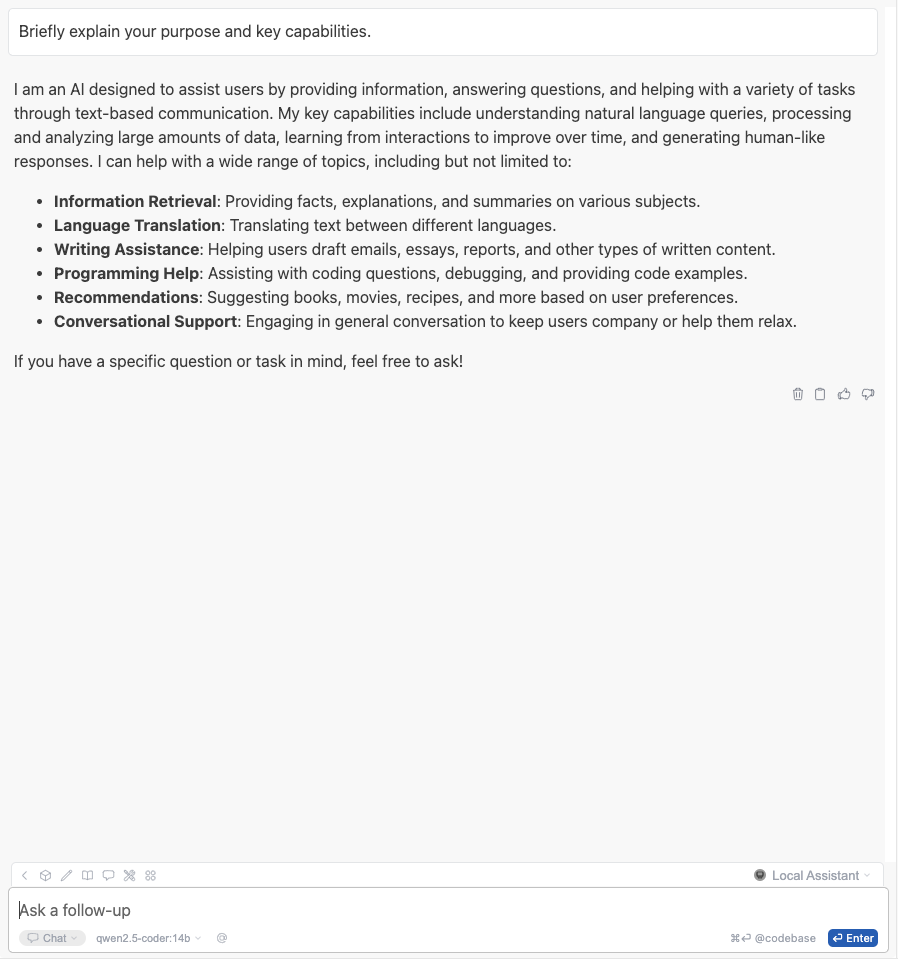 Briefly explain your purpose and key capabilities.
I am an AI designed to assist users by providing information, answering questions, and helping with a variety of tasks
through text-based communication. My key capabilities include understanding natural language queries, processing
and analyzing large amounts of data, learning from interactions to improve over time, and generating human-like
responses. I can help with a wide range of topics, including but not limited to:
• Information Retrieval: Providing facts, explanations, and summaries on various subjects.
• Language Translation: Translating text between different languages.
• Writing Assistance: Helping users draft emails, essays, reports, and other types of written content.
• Programming Help: Assisting with coding questions, debugging, and providing code examples.
• Recommendations: Suggesting books, movies, recipes, and more based on user preferences.
• Conversational Support: Engaging in general conversation to keep users company or help them relax.
If you have a specific question or task in mind, feel free to ask!
Local Assistant
Ask a follow-up
Chat qwen2.5-coder:14b @ ⌘⏎ @codebase ⏎ Enter